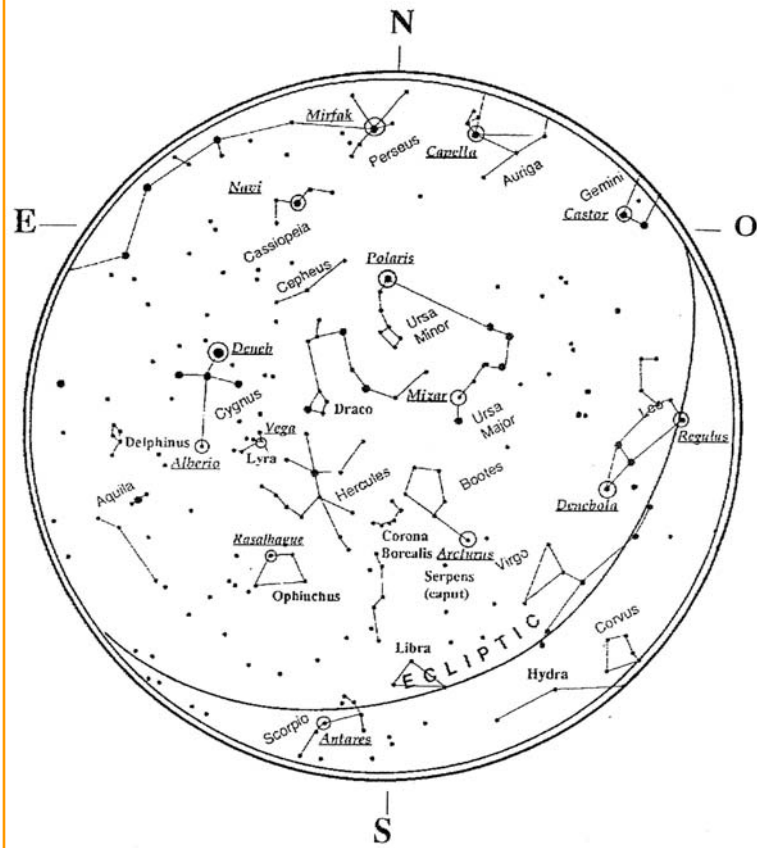 N
Mirfak
Perseus
Capella
Auriga
Gemini
Castor
Navi
E
O
Cassiopeia
Polaris
Cepheus
Ursa
Minor
Deneb
Cygnus
Draco
Mizar
Ursa
Major
Leo
Regulus
Delphinus
Alberio
Vega
Lyra
Hercules
Bootes
Denebola
Aquila
Rasalhague
Corona
Borealis
Arcturus
Virgo
Ophiuchus
Serpens
(caput)
Corvus
Libra
ECLIPTIC
Hydra
Scorpio
Antares
S